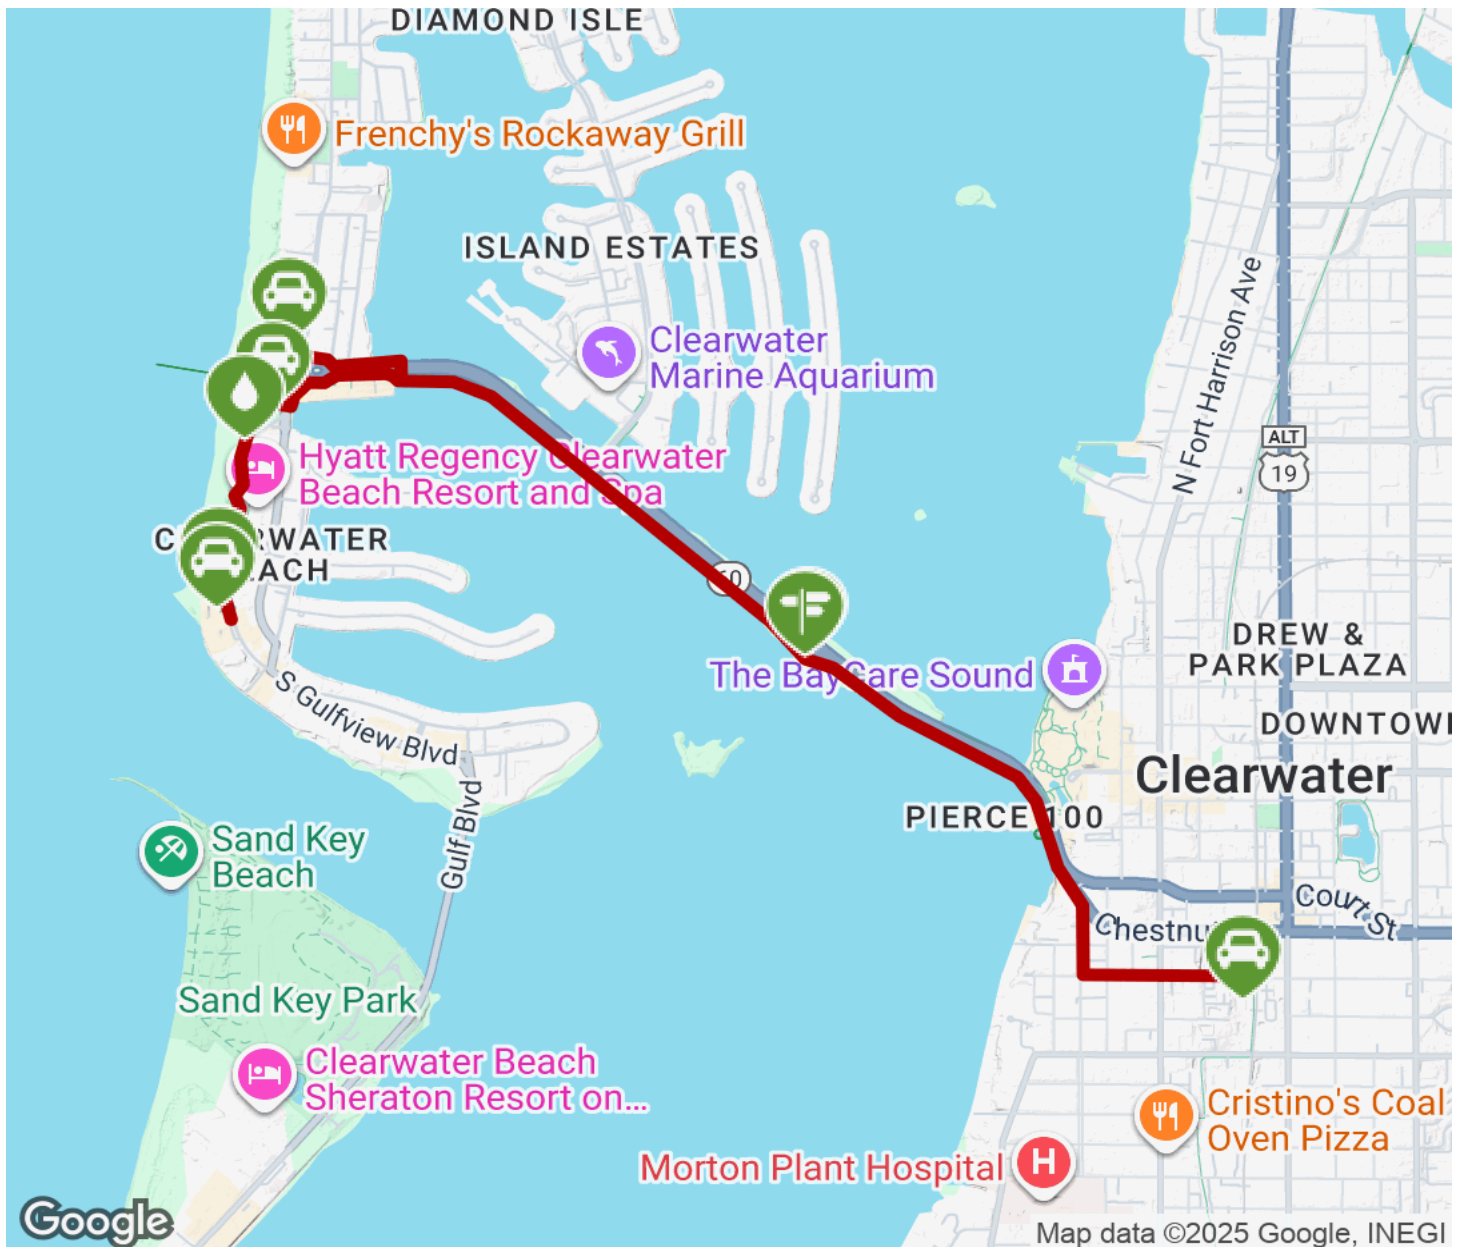 DIAMOND ISLE
Frenchy's Rockaway Grill
ISLAND ESTATES
N Fort Harrison Ave
Clearwater
Marine Aquarium
ALT
19
Hyatt Regency Clearwater
Beach Resort and Spa
BEACH
60
The BayCare Sound
DREW &
PARK PLAZA
S Gulfview Blvd
DOWNTOW
Clearwater
PIERCE 100
Gulf Blvd
Sand Key
Beach
Court St
Chestnu
Sand Key Park
Clearwater Beach
Sheraton Resort on...
Cristino's Coal
Oven Pizza
Morton Plant Hospital
H
Google
Map data ©2025 Google, INEGI